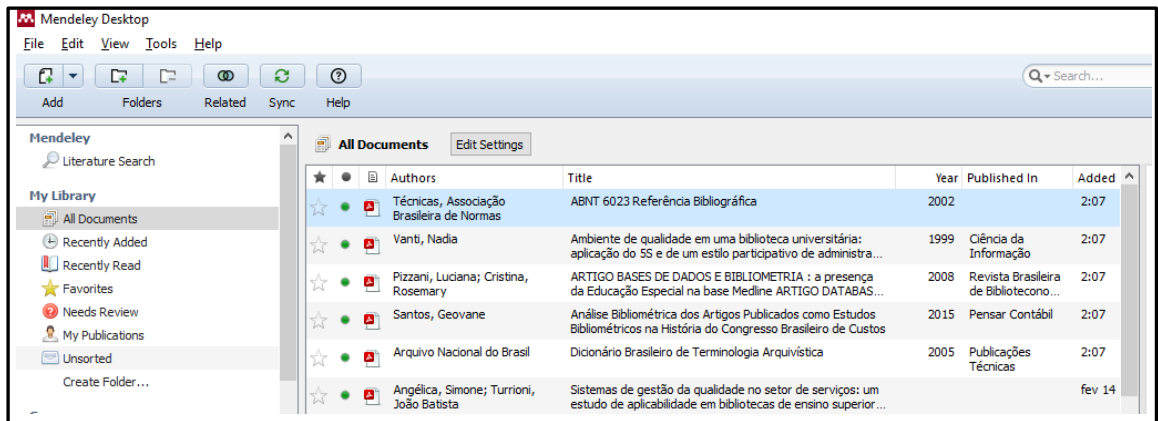 Mendeley Desktop
File Edit View Tools Help
Add Folders Related Sync Help
Search...
Mendeley
Literature Search
My Library
All Documents
Recently Added
Recently Read
Favorites
Needs Review
My Publications
Unsorted
Create Folder...
All Documents Edit Settings
Authors Title Year Published In Added
Técnicas, Associação ABNT 6023 Referência Bibliográfica 2002 2:07
Brasileira de Normas
Vanti, Nadia Ambiente de qualidade em uma biblioteca universitária: 1999 Ciência da 2:07
aplicação do 5S e de um estilo participativo de administra... Informação
Pizzani, Luciana; Cristina, ARTIGO BASES DE DADOS E BIBLIOMETRIA : a presença 2008 Revista Brasileira 2:07
Rosemary da Educação Especial na base Medline ARTIGO DATABAS... de Bibliotecono...
Santos, Geovane Análise Bibliométrica dos Artigos Publicados como Estudos 2015 Pensar Contábil 2:07
Bibliométricos na História do Congresso Brasileiro de Custos
Arquivo Nacional do Brasil Dicionário Brasileiro de Terminologia Arquivística 2005 Publicações 2:07
Técnicas
Angélica, Simone; Turrioni, Sistemas de gestão da qualidade no setor de serviços: um fev 14
João Batista estudo de aplicabilidade em bibliotecas de ensino superior...